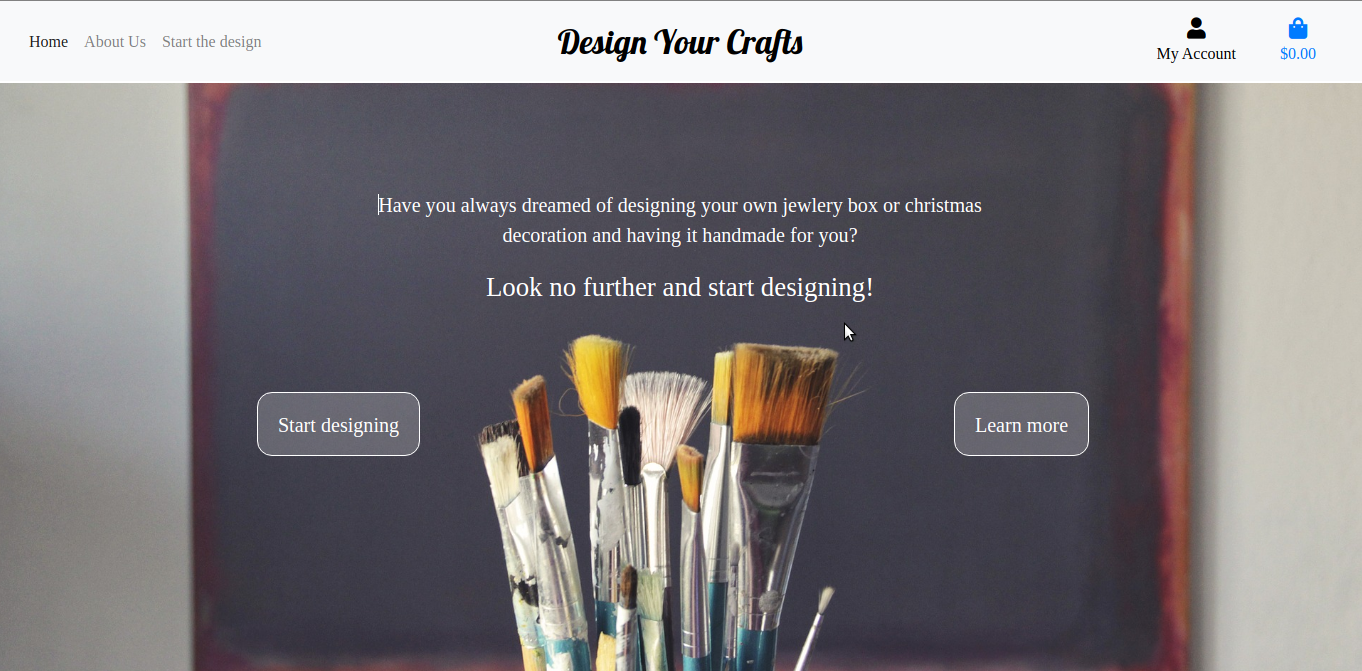 Home About Us Start the design
Design Your Crafts
My Account
$0.00
Have you always dreamed of designing your own jewlery box or christmas
decoration and having it handmade for you?
Look no further and start designing!
Start designing
Learn more